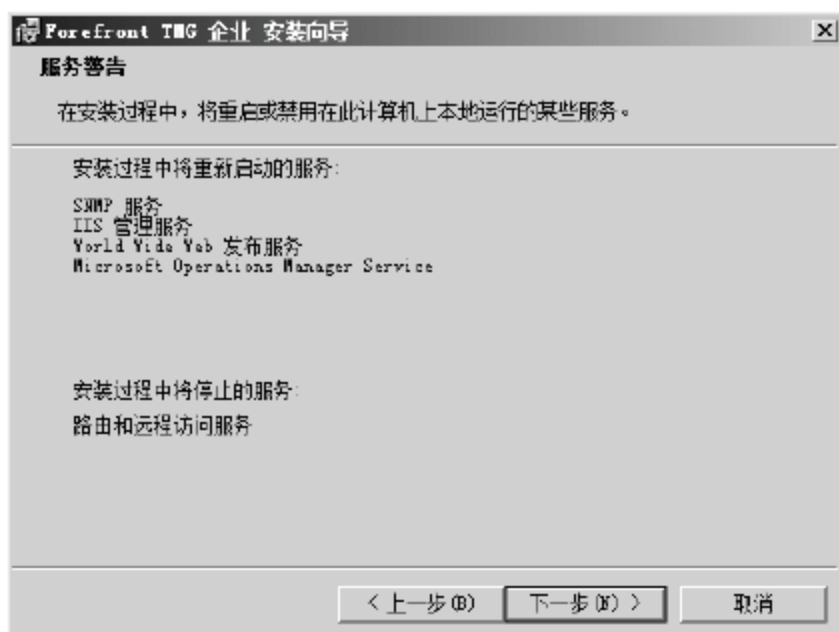 Forefront TMG 企业 安装向导
服务警告
在安装过程中，将重启或禁用在此计算机上本地运行的某些服务。
安装过程中将重新启动的服务:
SNMP 服务
IIS 管理服务
World Wide Web 发布服务
Microsoft Operations Manager Service
安装过程中将停止的服务:
路由和远程访问服务
< 上一步(B)
下一步(N) >
取消